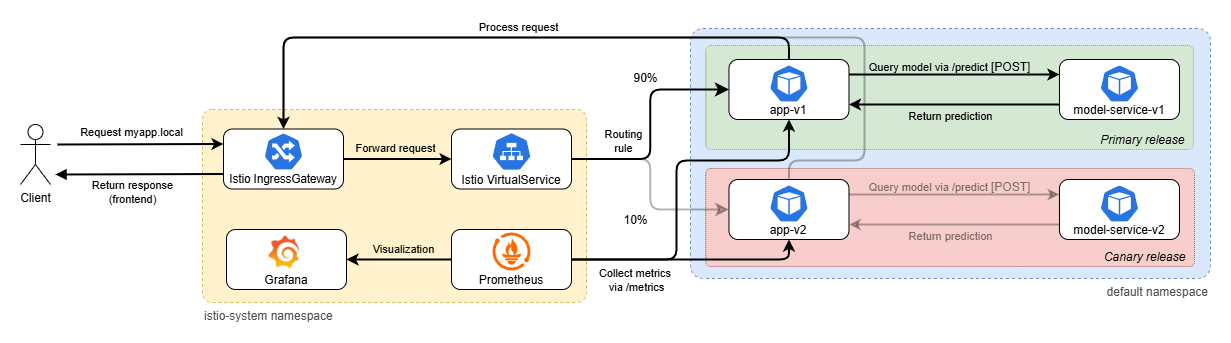 Process request
Query model via /predict [POST]
90%
app-v1
model-service-v1
Return prediction
Request myapp.local
Routing
rule
Primary release
Forward request
Istio IngressGateway
Istio VirtualService
Return response
(frontend)
Client
Query model via /predict [POST]
10%
app-v2
model-service-v2
Return prediction
Visualization
Canary release
Grafana
Prometheus
Collect metrics
via /metrics
default namespace
istio-system namespace